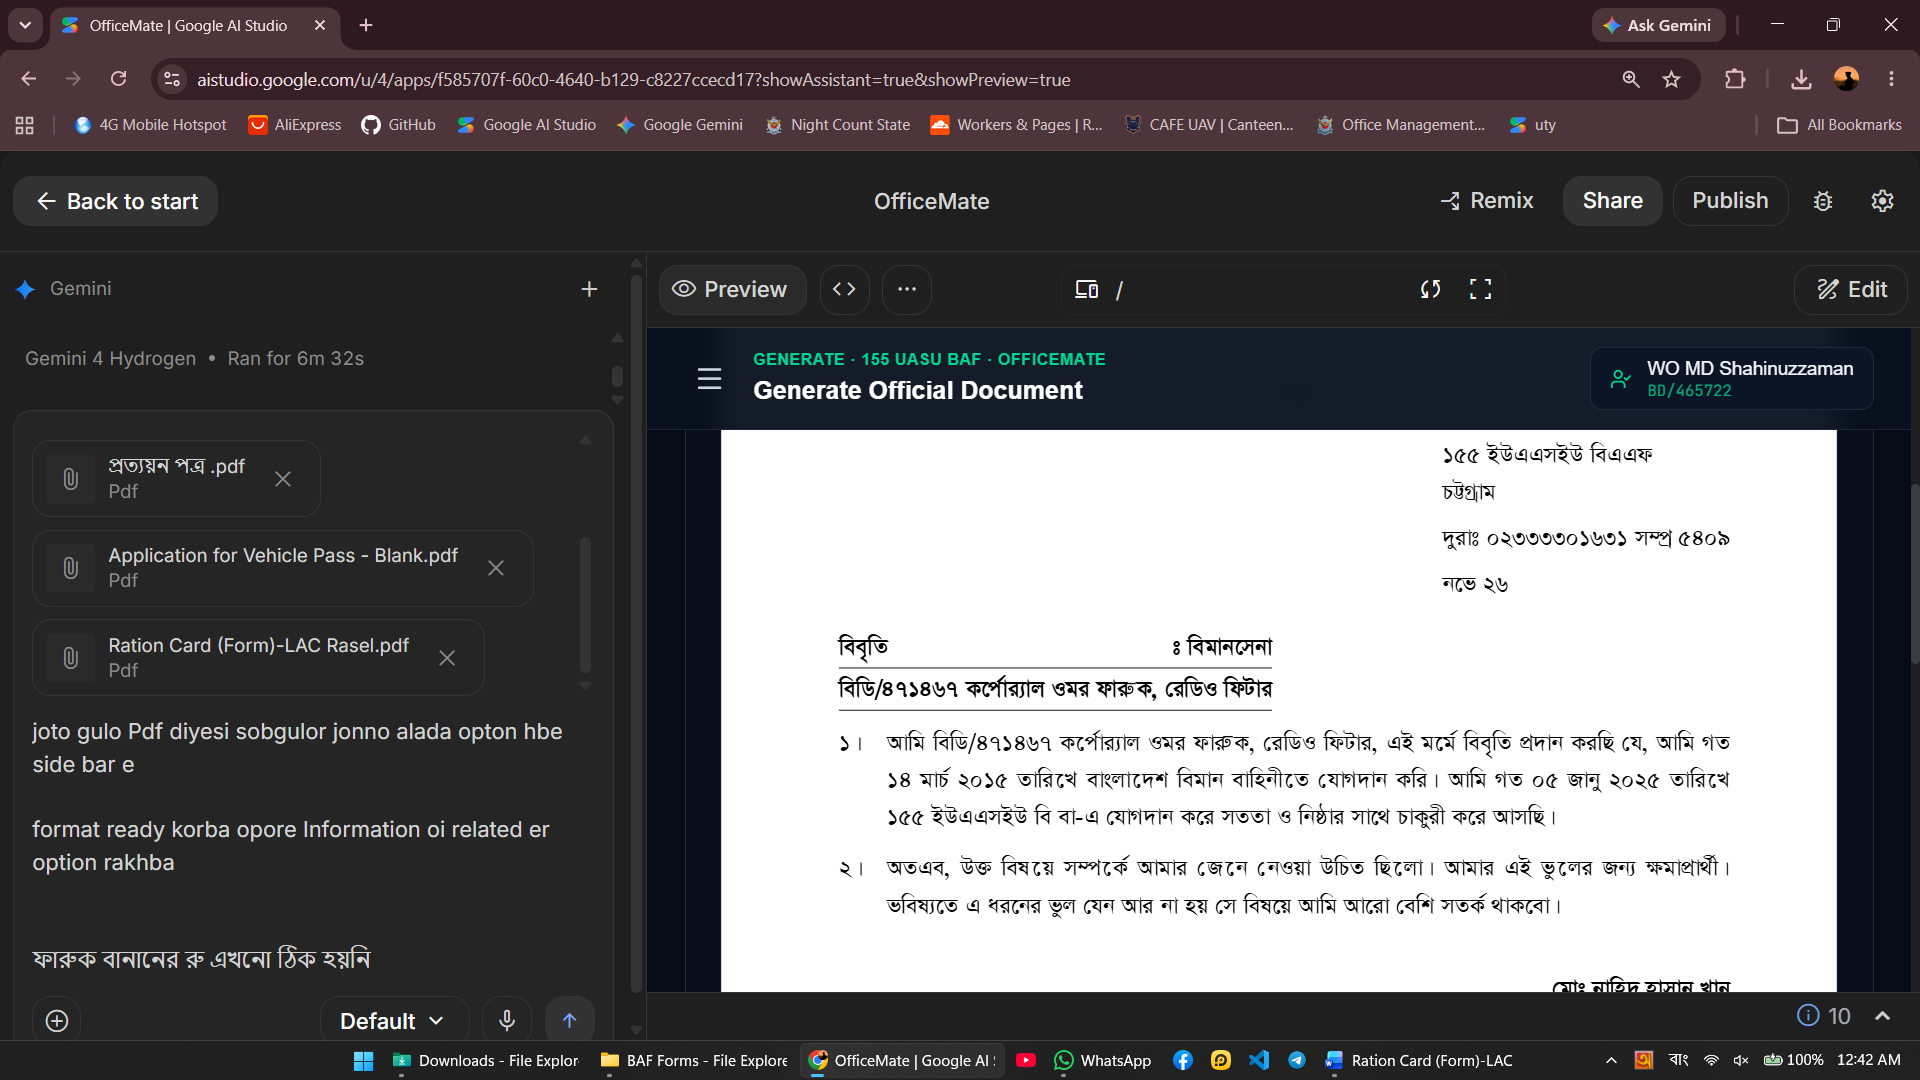 OfficeMate | Google AI Studio
Ask Gemini
aistudio.google.com/u/4/apps/f585707f-60c0-4640-b129-c8227ccecd17?showAssistant=true&showPreview=true
4G Mobile Hotspot
AliExpress
GitHub
Google AI Studio
Google Gemini
Night Count State
Workers & Pages | R...
CAFE UAV | Canteen...
Office Management...
uty
All Bookmarks
Back to start
OfficeMate
Remix
Share
Publish
Gemini
Gemini 4 Hydrogen • Ran for 6m 32s
প্রত্যয়ন পত্র .pdf
Pdf
Application for Vehicle Pass - Blank.pdf
Pdf
Ration Card (Form)-LAC Rasel.pdf
Pdf
joto gulo Pdf diyesi sobgulor jonno alada opton hbe
side bar e
format ready korba opore Information oi related er
option rakhba
ফারুক বানানের রু এখনো ঠিক হয়নি
Default
Preview
/
Edit
GENERATE · 155 UASU BAF · OFFICEMATE
Generate Official Document
WO MD Shahinuzzaman
BD/465722
১৫৫ ইউএএসইউ বিএএফ
চট্টগ্রাম
দুরাঃ ০২৩৩৩৩০১৬৩১ সম্প্র ৫৪০৯
নভে ২৬
বিবৃতি ঃ বিমানসেনা
বিডি/৪৭১৪৬৭ কর্পোর‍্যাল ওমর ফারুক, রেডিও ফিটার
১। আমি বিডি/৪৭১৪৬৭ কর্পোর‍্যাল ওমর ফারুক, রেডিও ফিটার, এই মর্মে বিবৃতি প্রদান করছি যে, আমি গত
১৪ মার্চ ২০১৫ তারিখে বাংলাদেশ বিমান বাহিনীতে যোগদান করি। আমি গত ০৫ জানু ২০২৫ তারিখে
১৫৫ ইউএএসইউ বি বা-এ যোগদান করে সততা ও নিষ্ঠার সাথে চাকুরী করে আসছি।
২। অতএব, উক্ত বিষয়ে সম্পর্কে আমার জেনে নেওয়া উচিত ছিলো। আমার এই ভুলের জন্য ক্ষমাপ্রার্থী।
ভবিষ্যতে এ ধরনের ভুল যেন আর না হয় সে বিষয়ে আমি আরো বেশি সতর্ক থাকবো।
মোঃ নাহিদ হাসান খান
10
Downloads - File Explor
BAF Forms - File Explore
OfficeMate | Google AI S
WhatsApp
Ration Card (Form)-LAC
বাং
100%
12:42 AM